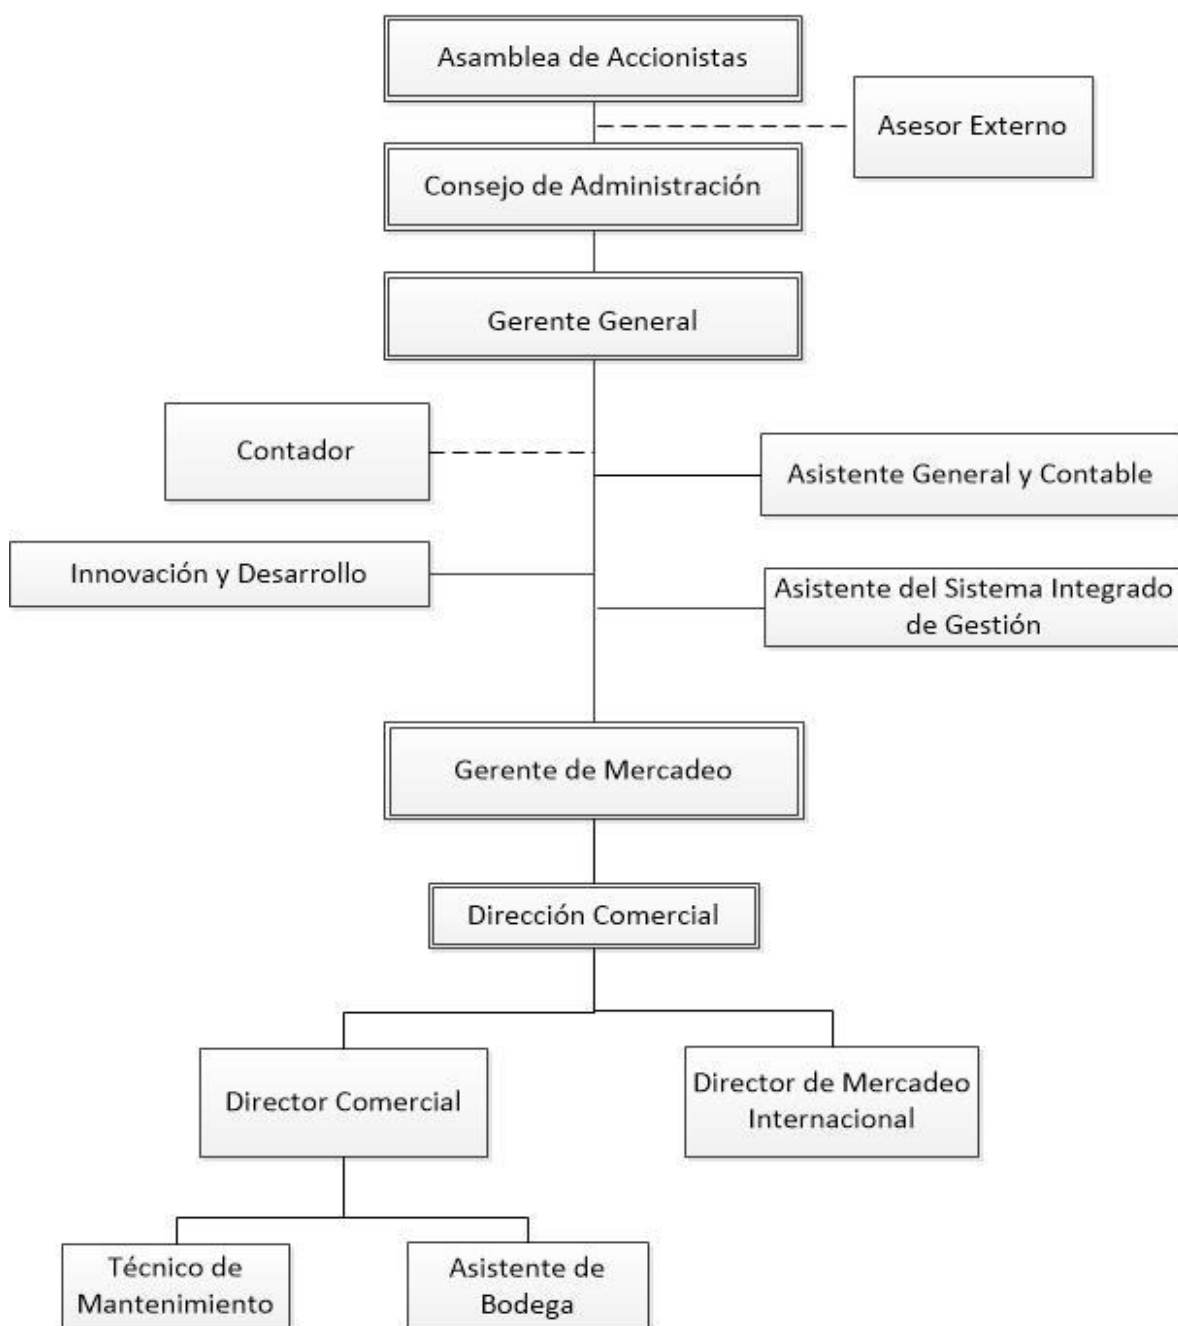 Asamblea de Accionistas
Asesor Externo
Consejo de Administración
Gerente General
Contador
Asistente General y Contable
Innovación y Desarrollo
Asistente del Sistema Integrado
de Gestión
Gerente de Mercadeo
Dirección Comercial
Director Comercial
Director de Mercadeo
Internacional
Técnico de
Mantenimiento
Asistente de
Bodega